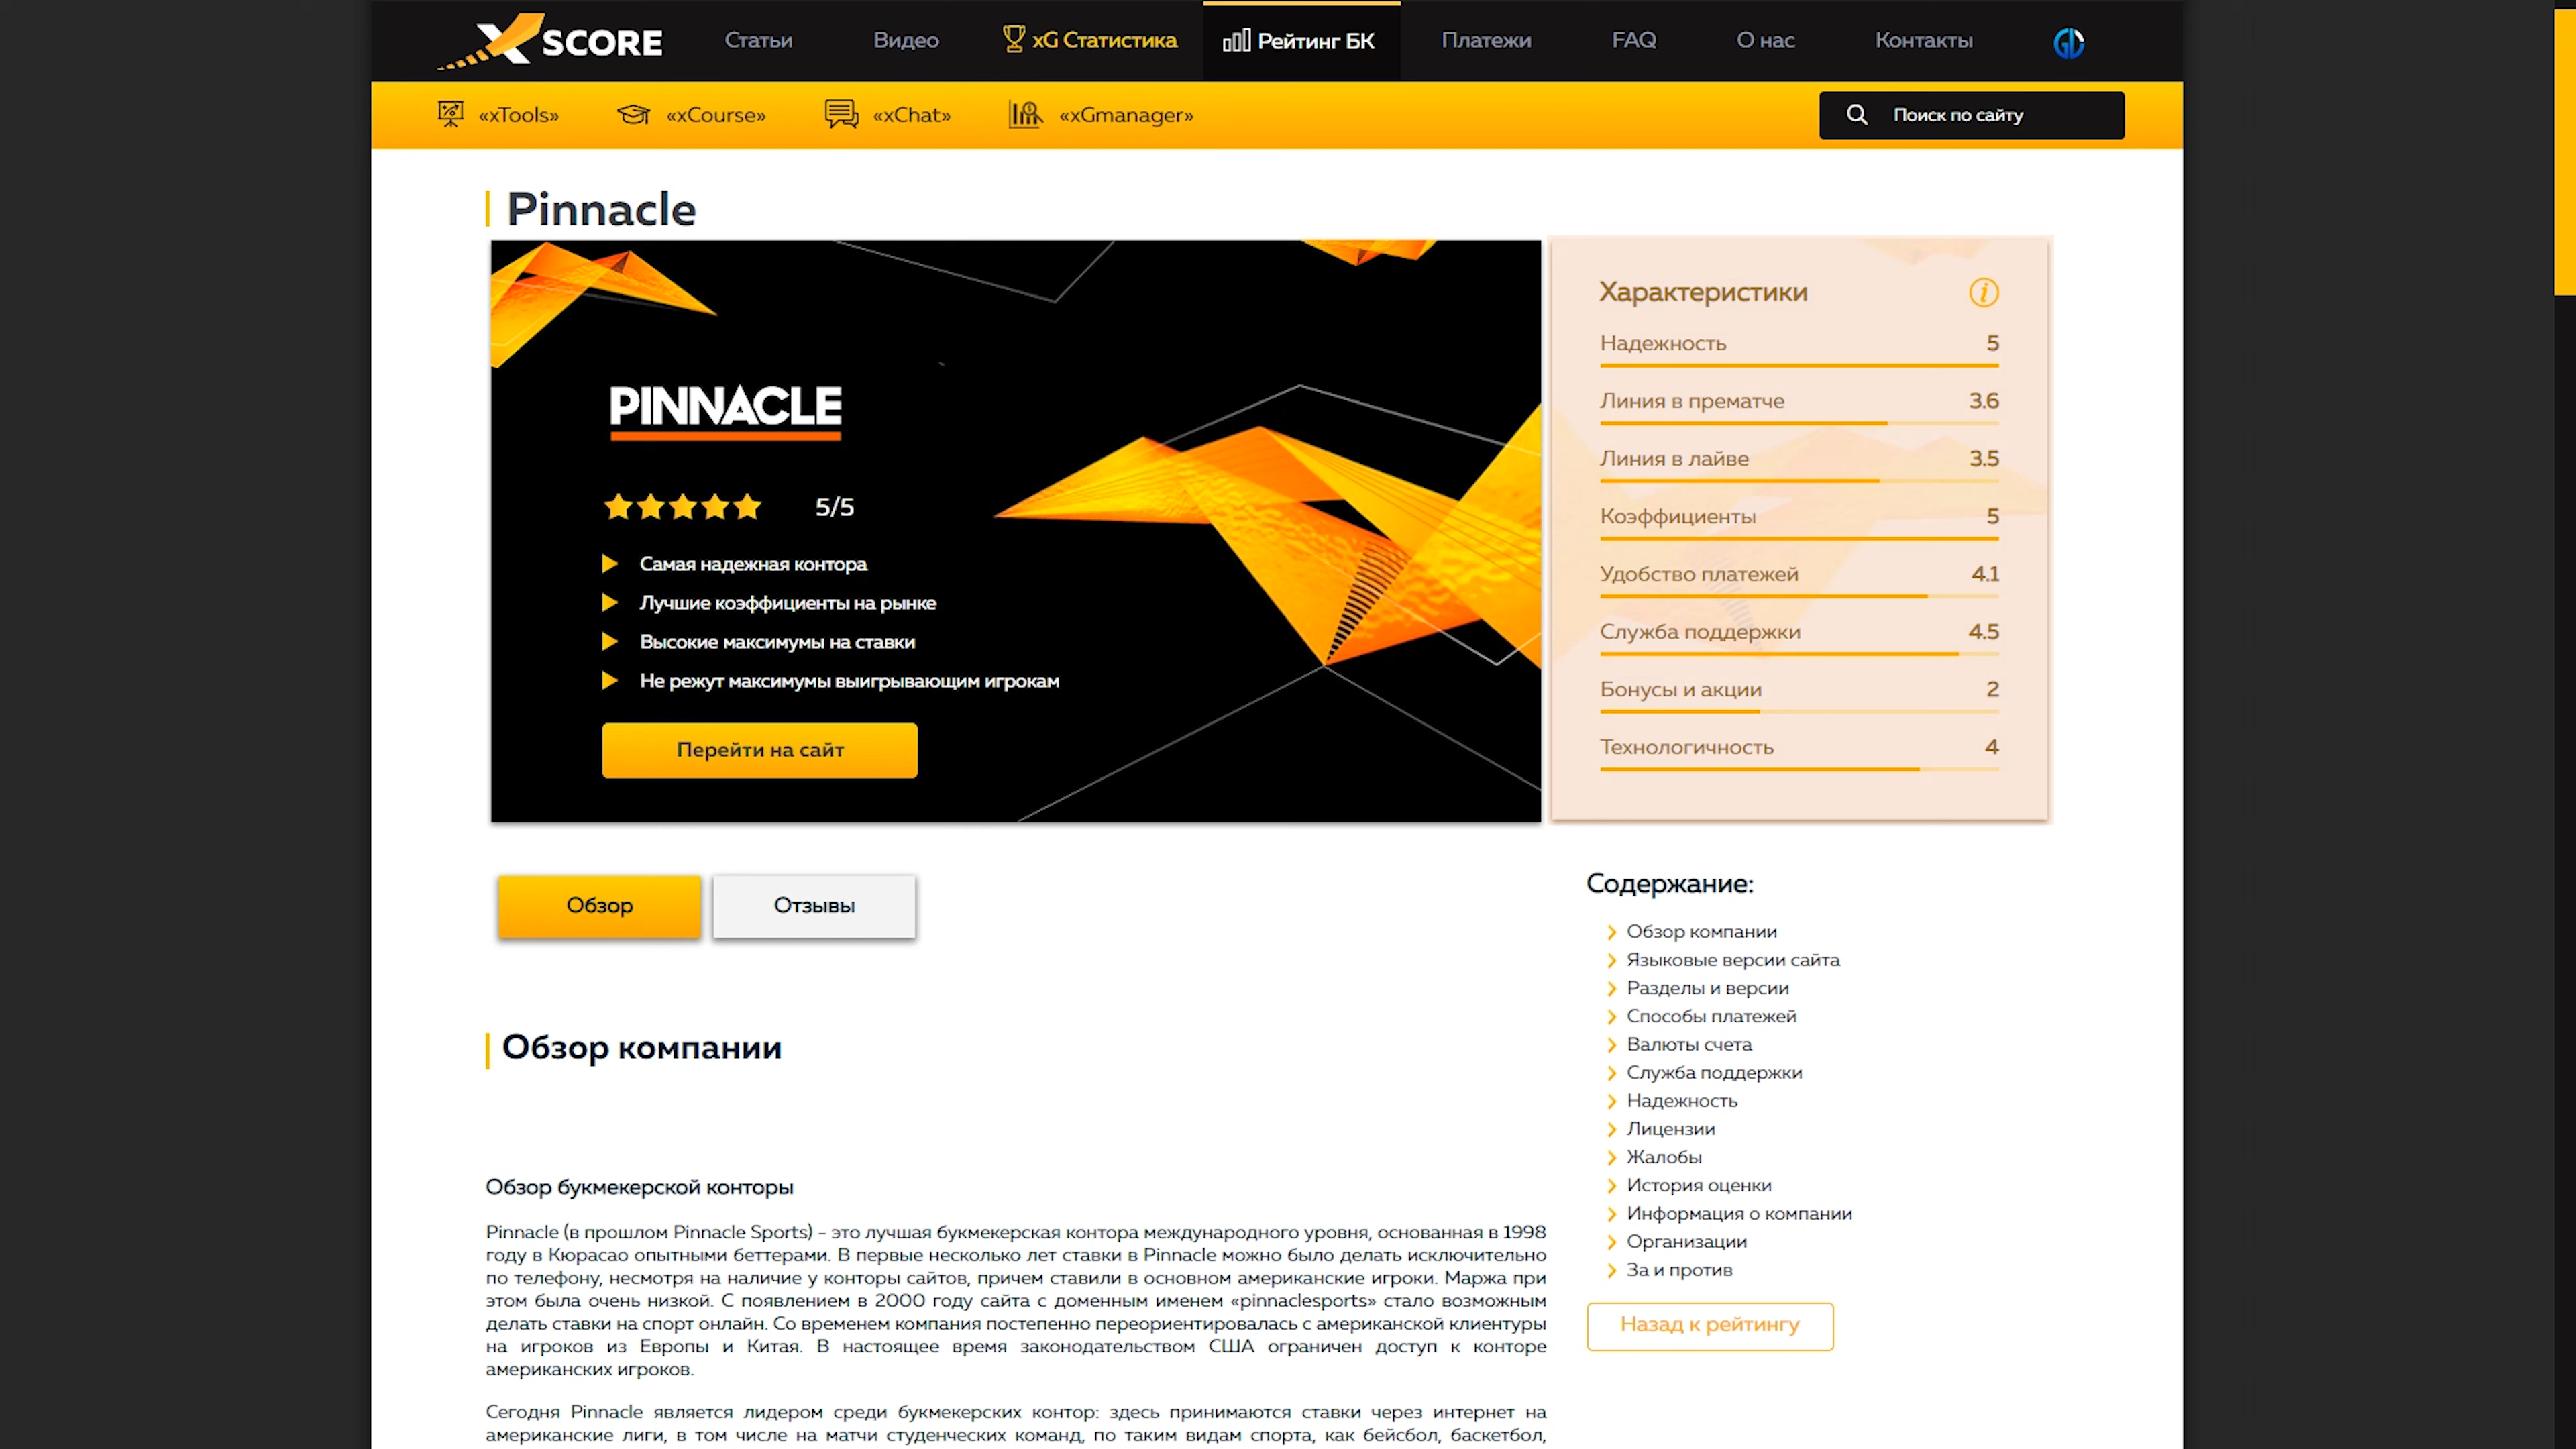 XSCORE
Статьи
Видео
xG Статистика
Рейтинг БК
Платежи
FAQ
О нас
Контакты
«xTools»
«xCourse»
«xChat»
«xGmanager»
Поиск по сайту
Pinnacle
PINNACLE
5/5
Самая надежная контора
Лучшие коэффициенты на рынке
Высокие максимумы на ставки
Не режут максимумы выигрывающим игрокам
Перейти на сайт
Характеристики
Надежность 5
Линия в прематче 3.6
Линия в лайве 3.5
Коэффициенты 5
Удобство платежей 4.1
Служба поддержки 4.5
Бонусы и акции 2
Технологичность 4
Обзор
Отзывы
Обзор компании
Обзор букмекерской конторы
Pinnacle (в прошлом Pinnacle Sports) – это лучшая букмекерская контора международного уровня, основанная в 1998
году в Кюрасао опытными беттерами. В первые несколько лет ставки в Pinnacle можно было делать исключительно
по телефону, несмотря на наличие у конторы сайтов, причем ставили в основном американские игроки. Маржа при
этом была очень низкой. С появлением в 2000 году сайта с доменным именем «pinnaclesports» стало возможным
делать ставки на спорт онлайн. Со временем компания постепенно переориентировалась с американской клиентуры
на игроков из Европы и Китая. В настоящее время законодательством США ограничен доступ к конторе
американских игроков.
Сегодня Pinnacle является лидером среди букмекерских контор: здесь принимаются ставки через интернет на
американские лиги, в том числе на матчи студенческих команд, по таким видам спорта, как бейсбол, баскетбол,
Содержание:
Обзор компании
Языковые версии сайта
Разделы и версии
Способы платежей
Валюты счета
Служба поддержки
Надежность
Лицензии
Жалобы
История оценки
Информация о компании
Организации
За и против
Назад к рейтингу